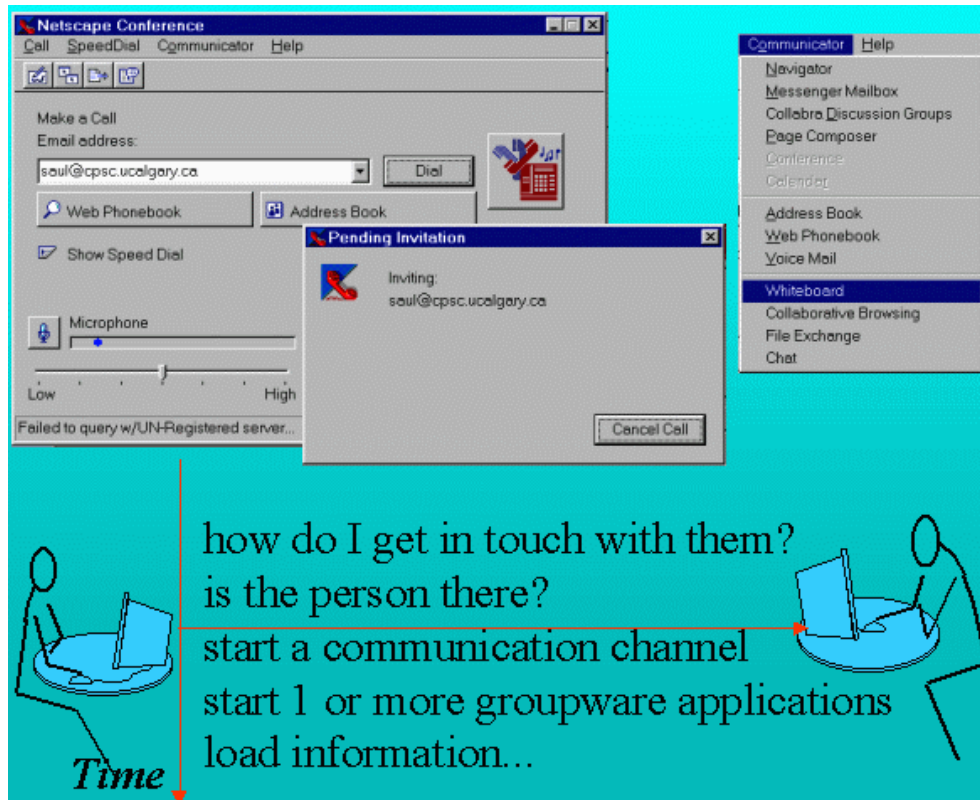 Netscape Conference
Call SpeedDial Communicator Help
Make a Call
Email address:
saul@cpsc.ucalgary.ca
Dial
Web Phonebook
Address Book
Show Speed Dial
Microphone
Low
High
Failed to query w/UN-Registered server...
Pending Invitation
Inviting:
saul@cpsc.ucalgary.ca
Cancel Call
Communicator Help
Navigator
Messenger Mailbox
Collabra Discussion Groups
Page Composer
Conference
Calendar
Address Book
Web Phonebook
Voice Mail
Whiteboard
Collaborative Browsing
File Exchange
Chat
how do I get in touch with them?
is the person there?
start a communication channel
start 1 or more groupware applications
load information...
Time